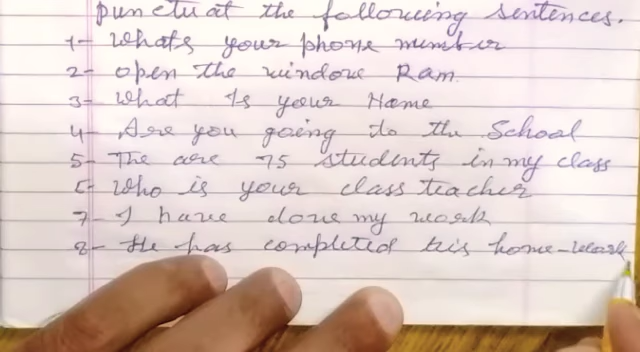 punctuat the following sentences.
1- whats your phone number
2- open the window Ram
3- what Is your Name
4- Are you going to the School
5- The are 75 students in my class
6- who is your class teacher
7- I have done my work
8- He has completed his home-work